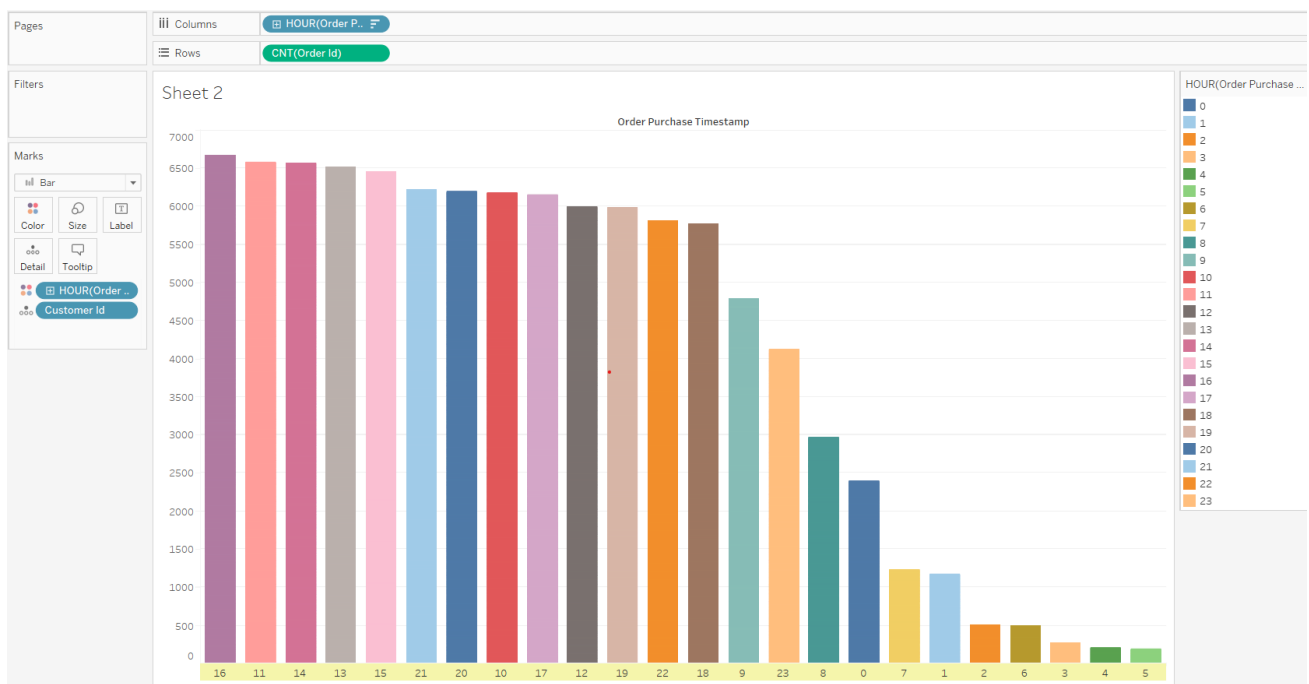 Pages
Columns
HOUR(Order P..
Rows
CNT(Order Id)
Filters
Marks
Bar
Color
Size
Label
Detail
Tooltip
HOUR(Order ..
Customer Id
Sheet 2
Order Purchase Timestamp
7000
6500
6000
5500
5000
4500
4000
3500
3000
2500
2000
1500
1000
500
0
16 11 14 13 15 21 20 10 17 12 19 22 18 9 23 8 0 7 1 2 6 3 4 5
HOUR(Order Purchase ...
0
1
2
3
4
5
6
7
8
9
10
11
12
13
14
15
16
17
18
19
20
21
22
23